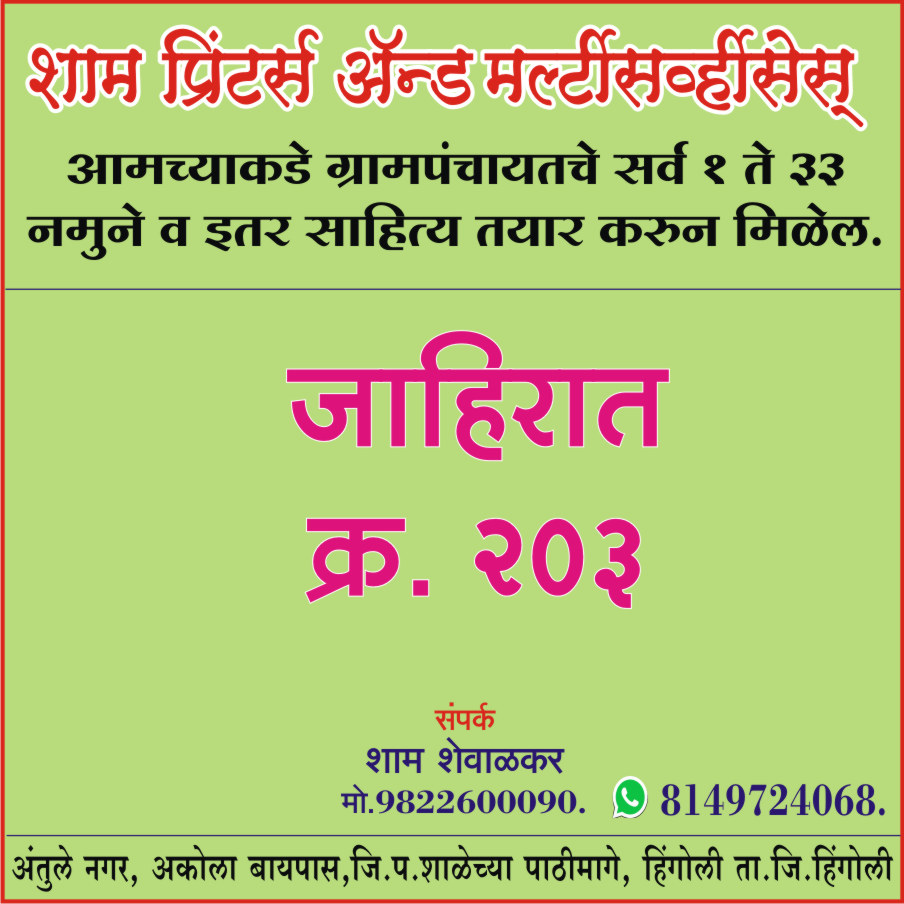 शाम प्रिंटर्स ॲन्ड मर्ल्टीसर्व्हीसेस्
आमच्याकडे ग्रामपंचायतचे सर्व १ ते ३३
नमुने व इतर साहित्य तयार करुन मिळेल.
जाहिरात
क्र. २०३
संपर्क
शाम शेवाळकर
मो.9822600090. 8149724068.
अंतुले नगर, अकोला बायपास,जि.प.शाळेच्या पाठीमागे, हिंगोली ता.जि.हिंगोली